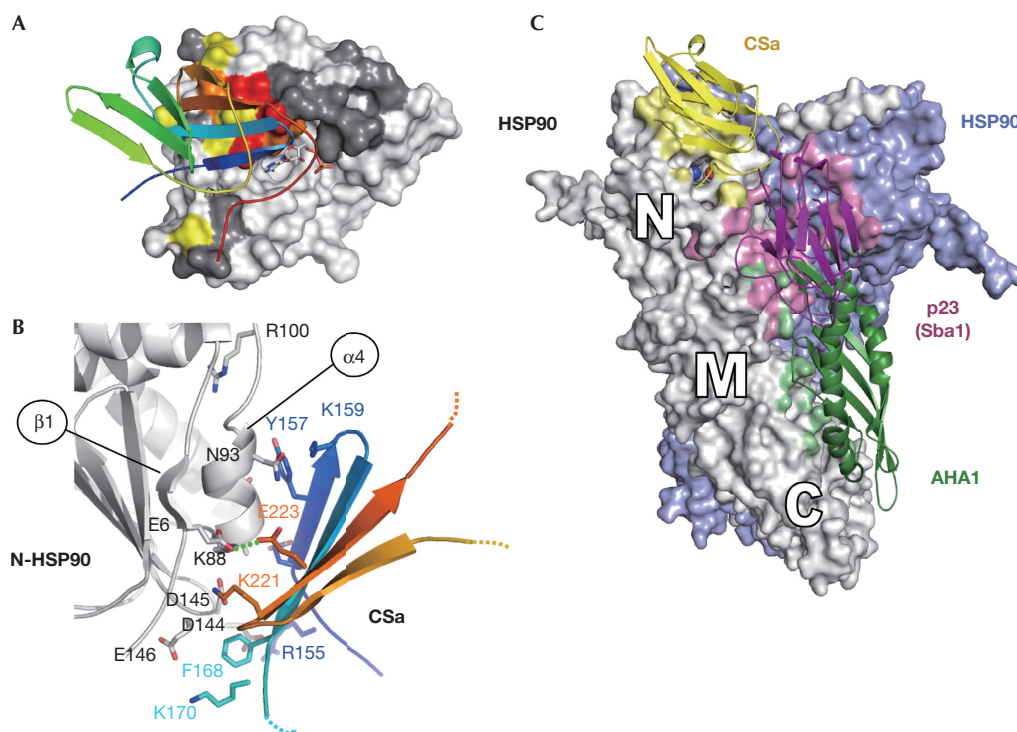 A
B
R100
α4
β1
Y157
K159
N93
E6
E223
N-HSP90
K88
K221
D145
CSa
D144
E146
R155
F168
K170
C
CSa
HSP90
HSP90
N
p23
(Sba1)
M
AHA1
C